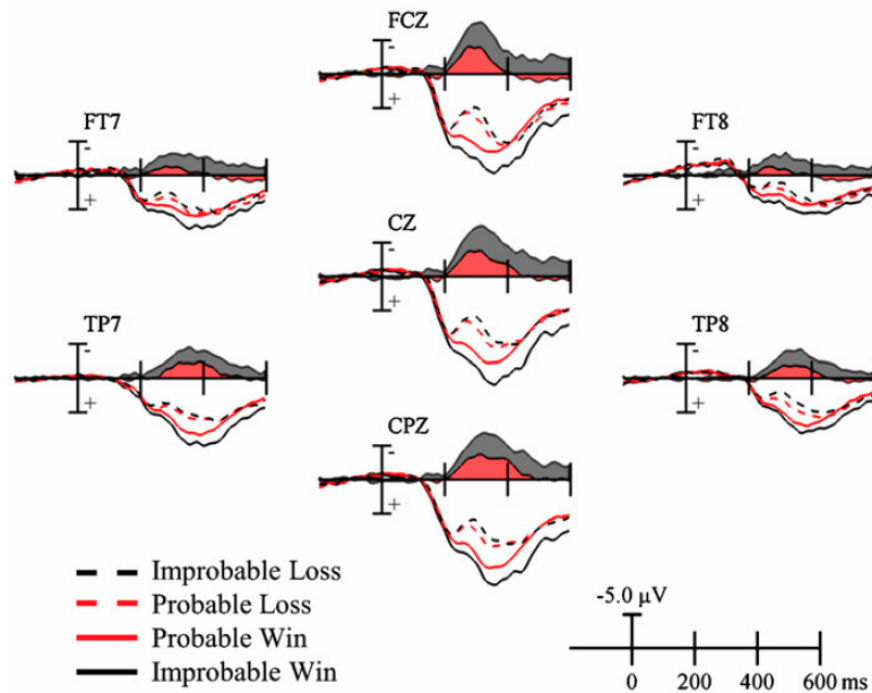 FCZ
-
+
FT7
-
+
FT8
-
+
CZ
-
+
TP7
-
+
TP8
-
+
CPZ
-
+
Improbable Loss
Probable Loss
Probable Win
Improbable Win
-5.0 µV
0 200 400 600 ms